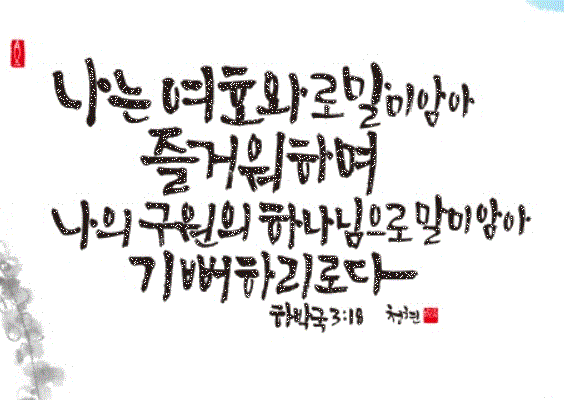 나는 여호와로 말미암아
즐거워하며
나의 구원의 하나님으로 말미암아
기뻐하리로다
하박국 3:18 청현